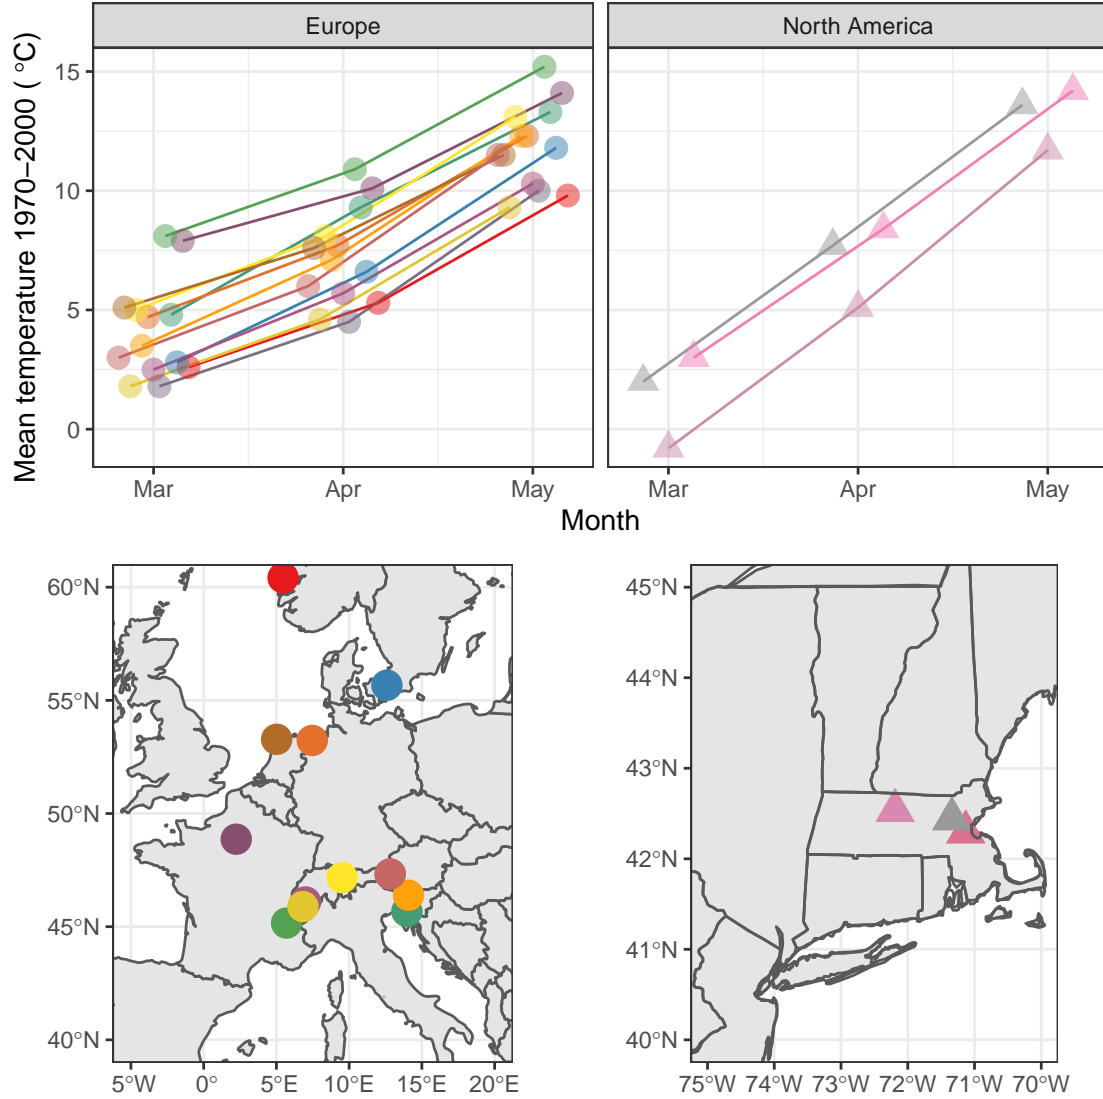 Europe
North America
Mean temperature 1970−2000 ( °C)
15
10
5
0
Mar
Apr
May
Mar
Apr
May
Month
60°N
55°N
50°N
45°N
40°N
5°W
0°
5°E
10°E
15°E
20°E
45°N
44°N
43°N
42°N
41°N
40°N
75°W
74°W
73°W
72°W
71°W
70°W